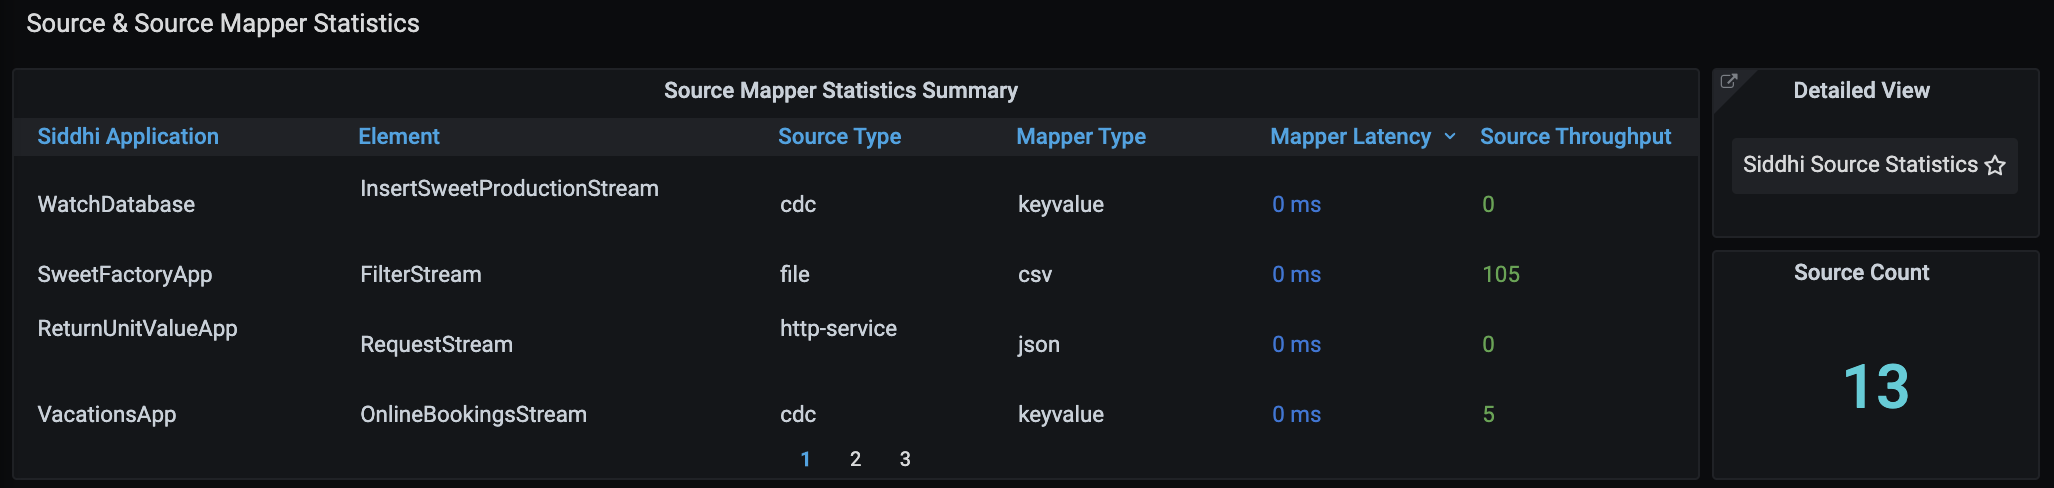 Source & Source Mapper Statistics
Source Mapper Statistics Summary
Siddhi Application Element Source Type Mapper Type Mapper Latency Source Throughput
WatchDatabase InsertSweetProductionStream cdc keyvalue 0 ms 0
SweetFactoryApp FilterStream file csv 0 ms 105
ReturnUnitValueApp RequestStream http-service json 0 ms 0
VacationsApp OnlineBookingsStream cdc keyvalue 0 ms 5
1 2 3
Detailed View
Siddhi Source Statistics
Source Count
13